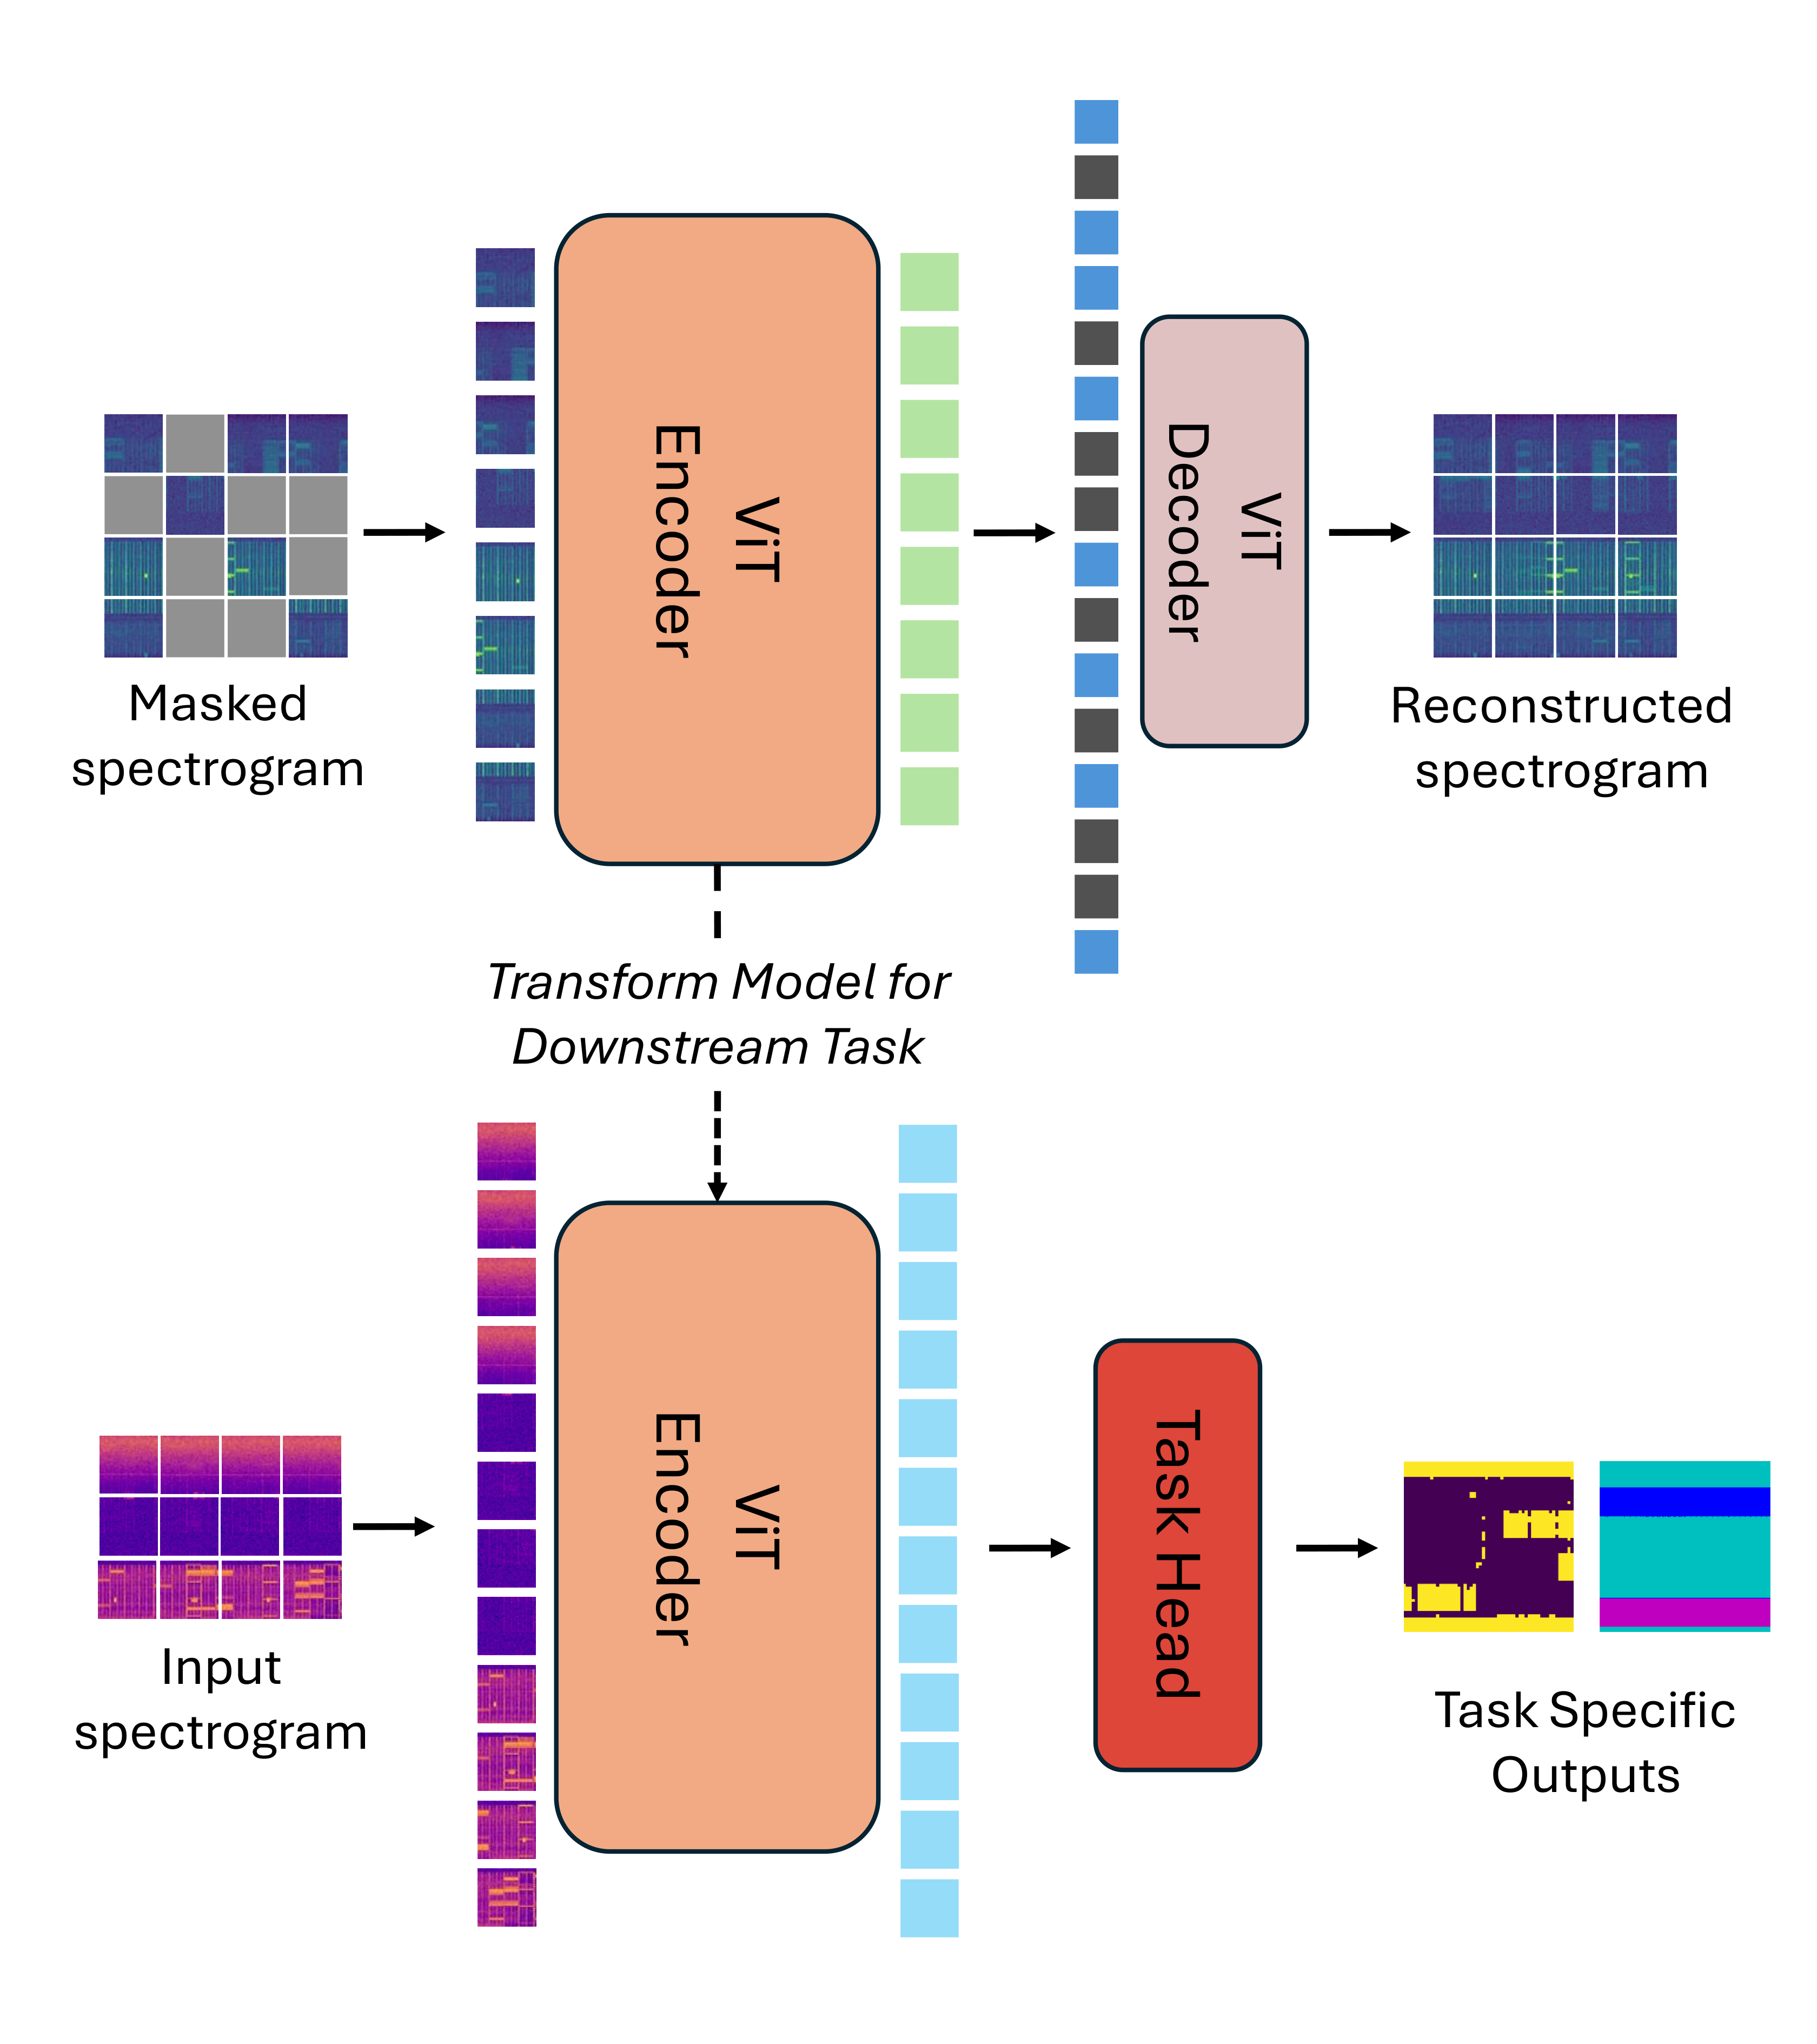 ViT
Encoder
ViT
Decoder
Masked
spectrogram
Reconstructed
spectrogram
Transform Model for
Downstream Task
ViT
Encoder
Task Head
Input
spectrogram
Task Specific
Outputs